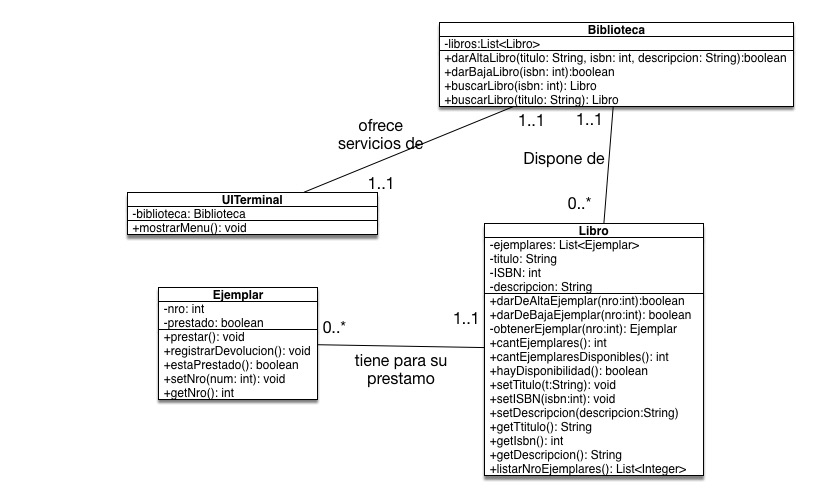 Biblioteca
-libros:List<Libro>
+darAltaLibro(titulo: String, isbn: int, descripcion: String):boolean
+darBajaLibro(isbn: int):boolean
+buscarLibro(isbn: int): Libro
+buscarLibro(titulo: String): Libro
1..1
1..1
ofrece
servicios de
Dispone de
1..1
0..*
UITerminal
-biblioteca: Biblioteca
+mostrarMenu(): void
Libro
-ejemplares: List<Ejemplar>
-titulo: String
-ISBN: int
-descripcion: String
+darDeAltaEjemplar(nro:int):boolean
+darDeBajaEjemplar(nro:int): boolean
-obtenerEjemplar(nro:int): Ejemplar
+cantEjemplares(): int
+cantEjemplaresDisponibles(): int
+hayDisponibilidad(): boolean
+setTitulo(t:String): void
+setISBN(isbn:int): void
+setDescripcion(descripcion:String)
+getTtitulo(): String
+getIsbn(): int
+getDescripcion(): String
+listarNroEjemplares(): List<Integer>
Ejemplar
-nro: int
-prestado: boolean
+prestar(): void
+registrarDevolucion(): void
+estaPrestado(): boolean
+setNro(num: int): void
+getNro(): int
0..*
1..1
tiene para su
prestamo